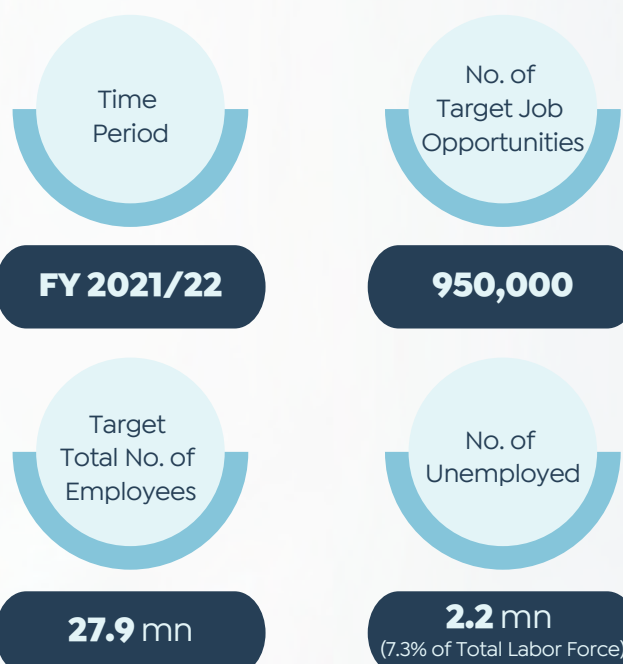 Time
Period
FY 2021/22
No. of
Target Job
Opportunities
950,000
Target
Total No. of
Employees
27.9 mn
No. of
Unemployed
2.2 mn
(7.3% of Total Labor Force)